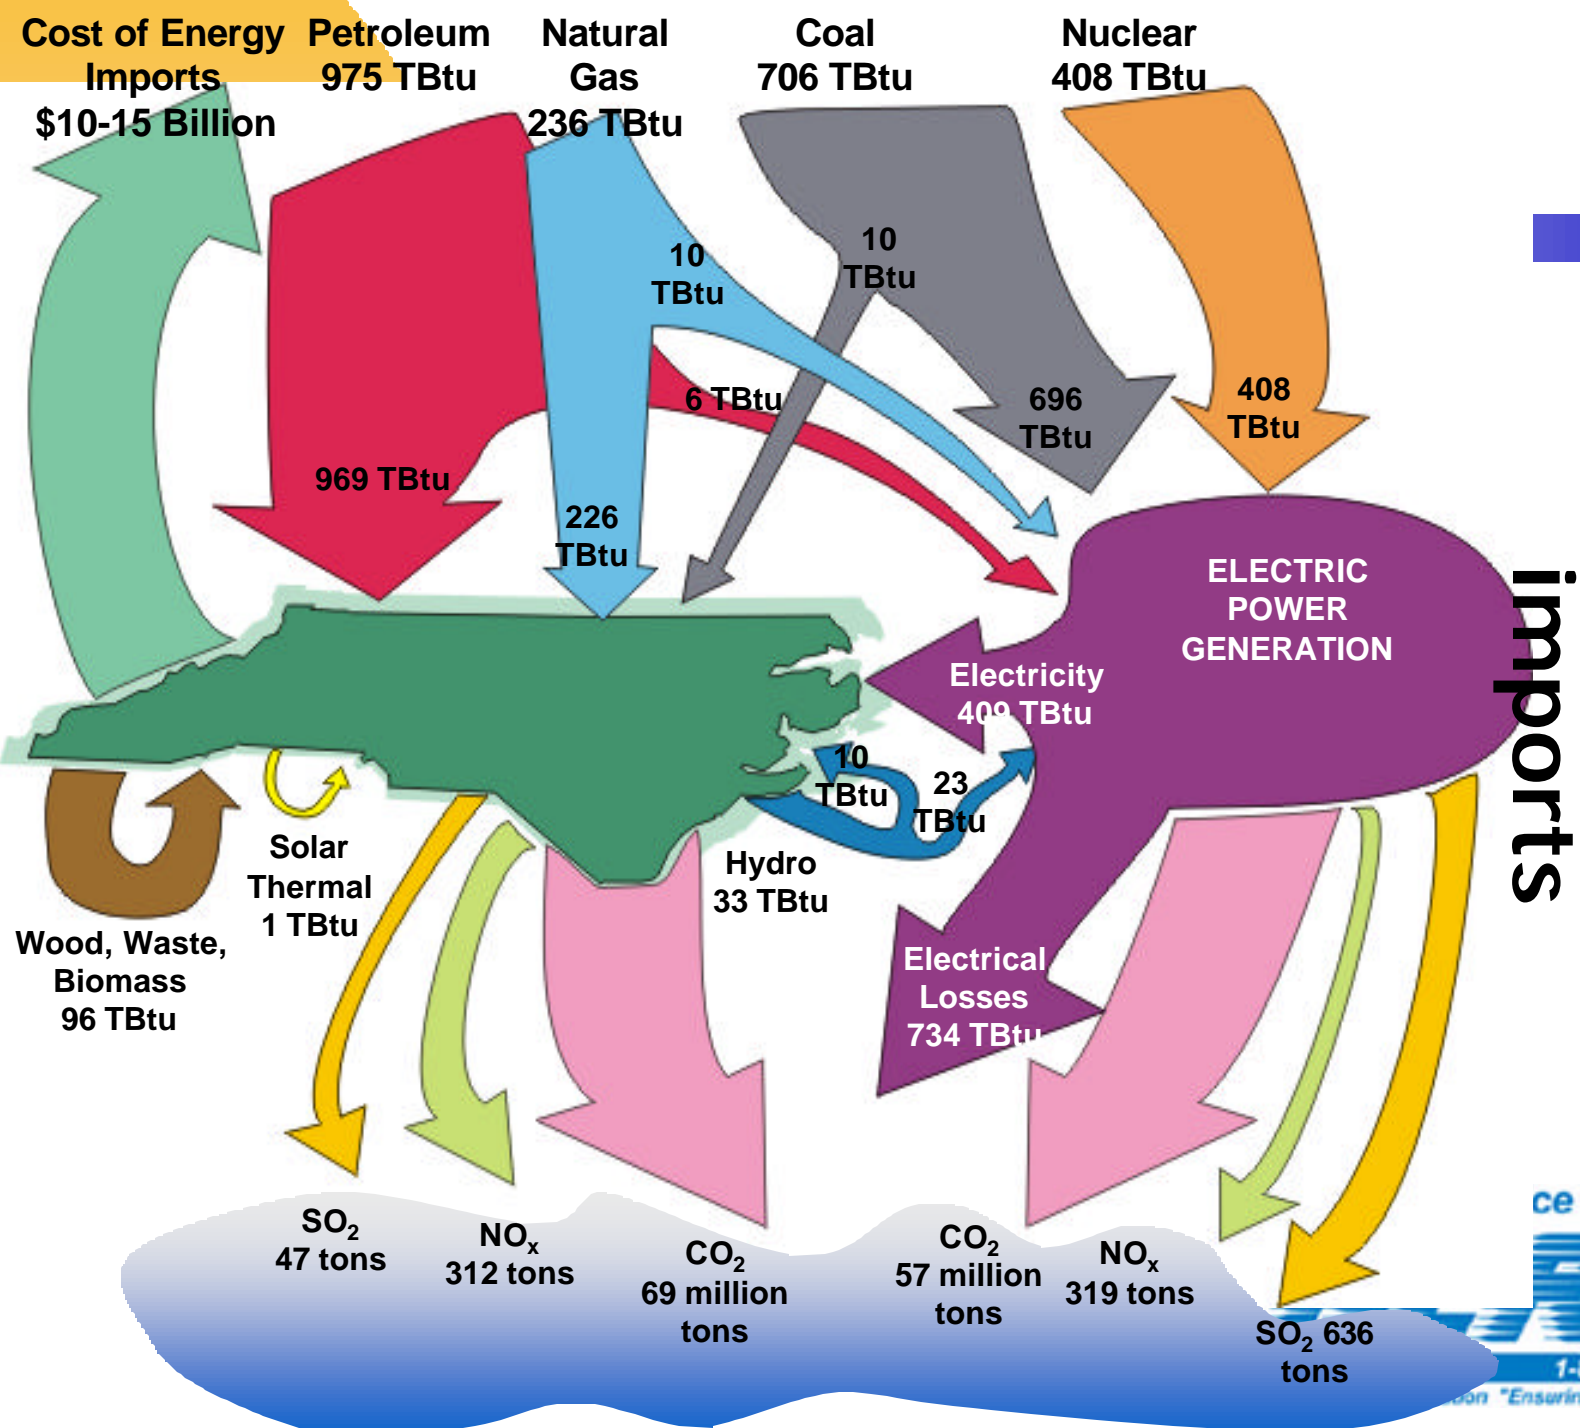 Cost of Energy
Imports
$10-15 Billion
Petroleum
975 TBtu
Natural
Gas
236 TBtu
Coal
706 TBtu
Nuclear
408 TBtu
10
TBtu
10
TBtu
6 TBtu
696
TBtu
408
TBtu
969 TBtu
226
TBtu
ELECTRIC
POWER
GENERATION
imports
Electricity
409 TBtu
10
TBtu
23
TBtu
Solar
Thermal
1 TBtu
Hydro
33 TBtu
Wood, Waste,
Biomass
96 TBtu
Electrical
Losses
734 TBtu
SO2
47 tons
NOx
312 tons
CO2
69 million
tons
CO2
57 million
tons
NOx
319 tons
SO2 636
tons